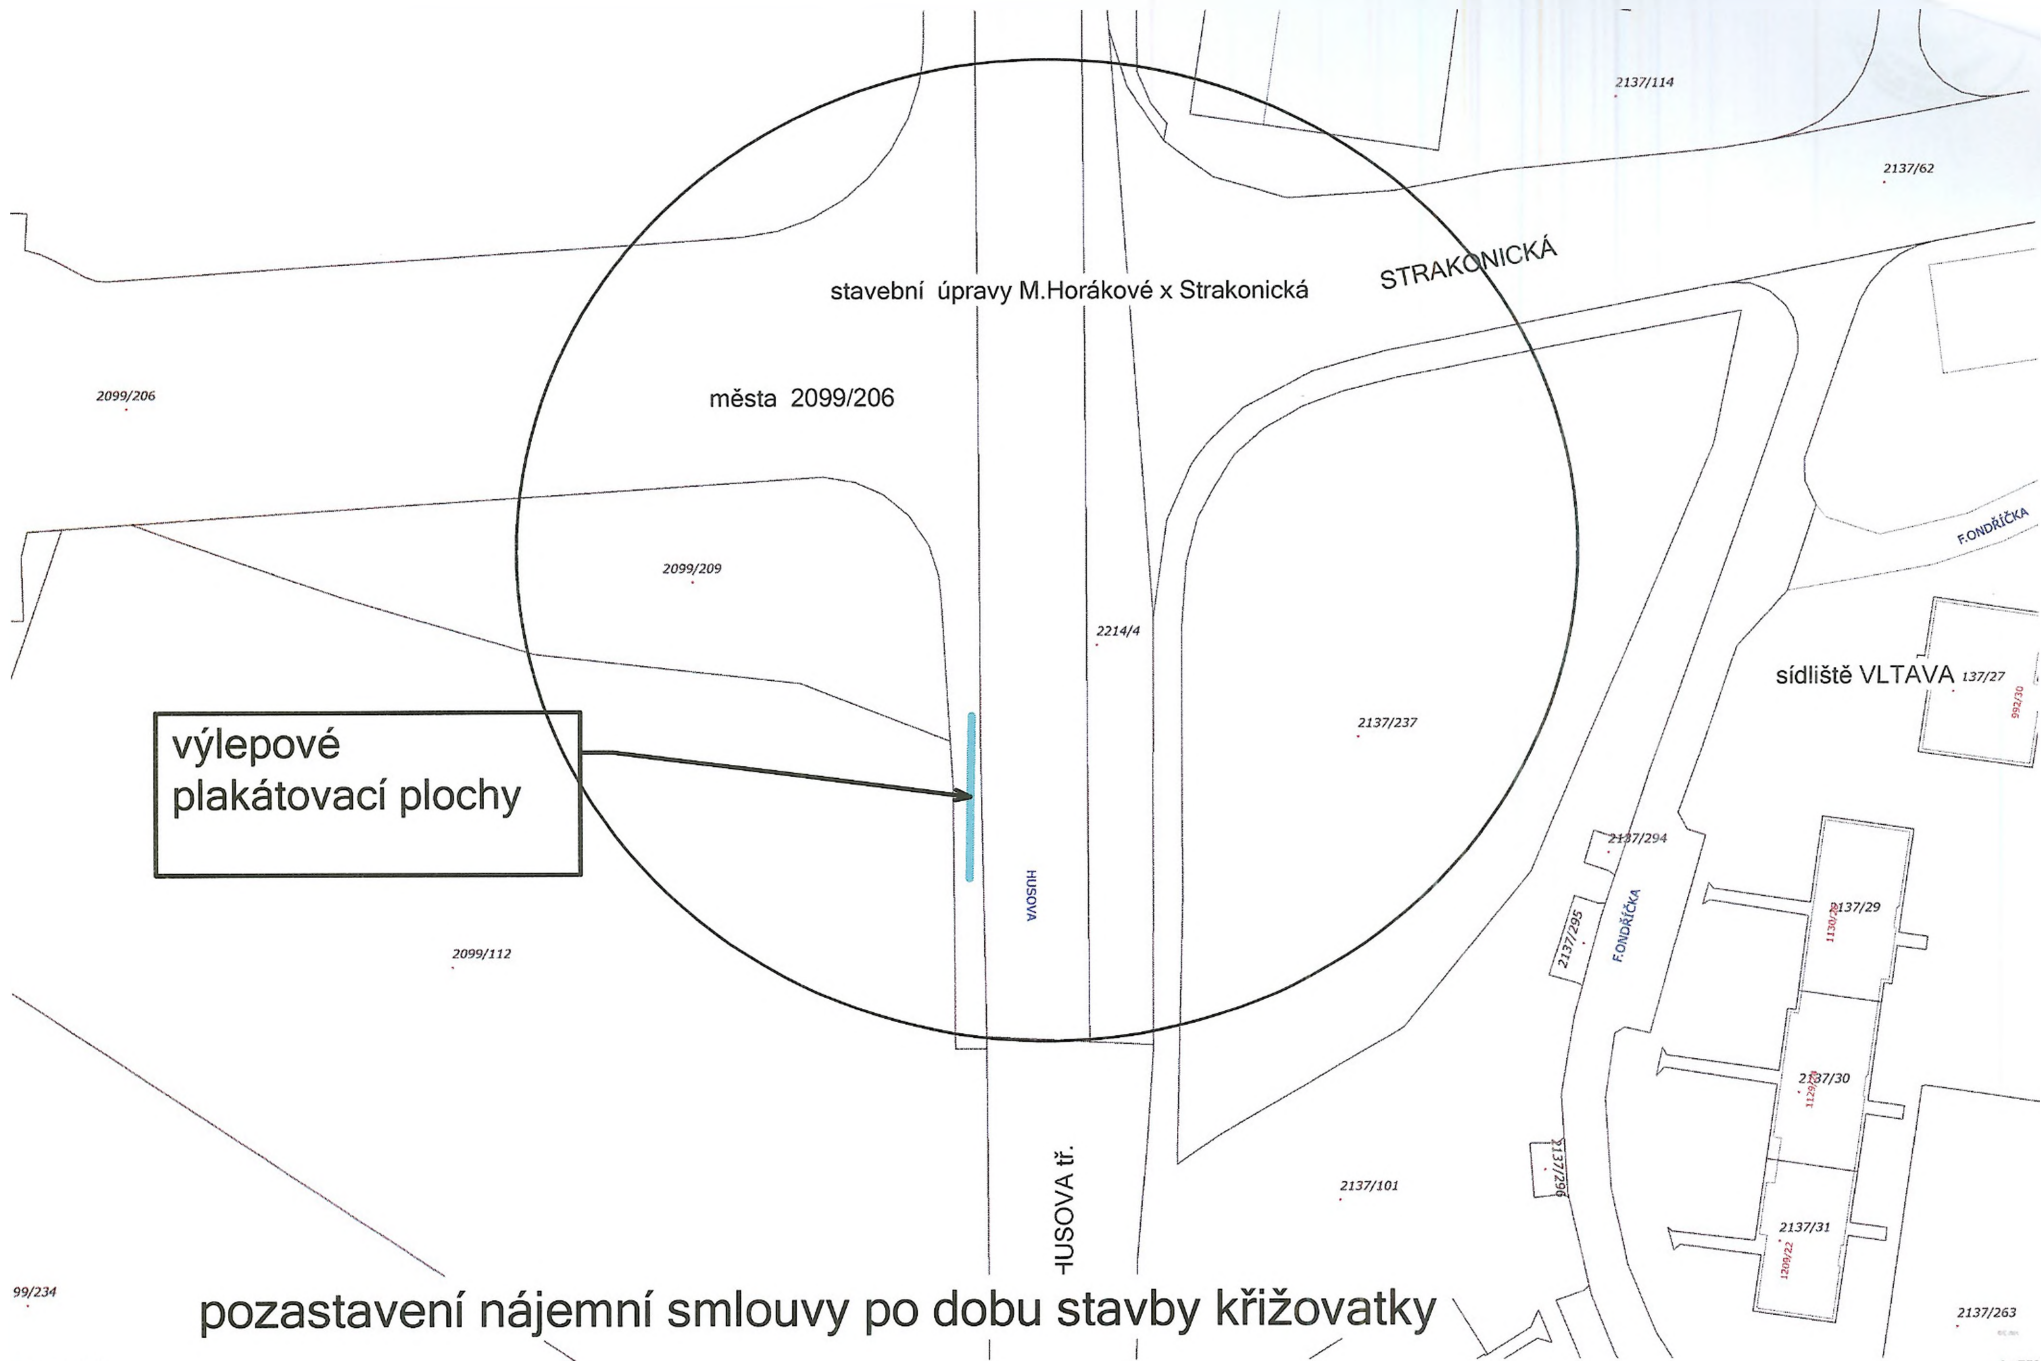 2137/114
2137/62
STRAKONICKÁ
stavební úpravy M.Horákové x Strakonická
2099/206
města 2099/206
F.ONDŘÍČKA
2099/209
2214/4
sídliště VLTAVA
137/27
992/30
2137/237
výlepové
plakátovací plochy
2137/294
HUSOVA
2137/29
2137/295
F.ONDŘÍČKA
2099/112
2137/30
2137/296
2137/101
HUSOVA tř.
2137/31
1209/22
99/234
pozastavení nájemní smlouvy po dobu stavby křižovatky
2137/263